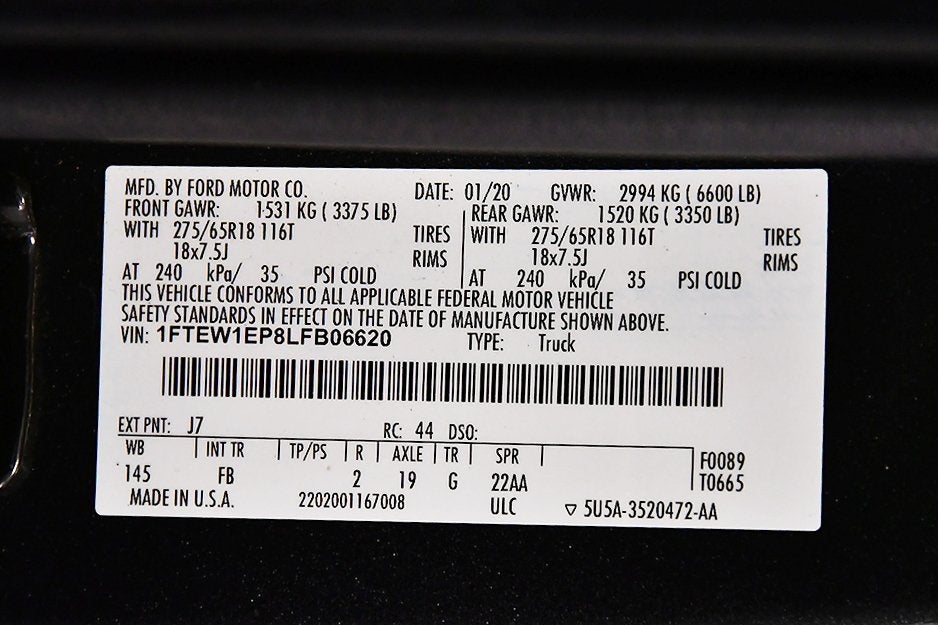 MFD. BY FORD MOTOR CO. DATE: 01/20 GVWR: 2994 KG ( 6600 LB)
FRONT GAWR: 1531 KG ( 3375 LB) REAR GAWR: 1520 KG ( 3350 LB)
WITH 275/65R18 116T TIRES WITH 275/65R18 116T TIRES
18x7.5J RIMS 18x7.5J RIMS
AT 240 kPa/ 35 PSI COLD AT 240 kPa/ 35 PSI COLD
THIS VEHICLE CONFORMS TO ALL APPLICABLE FEDERAL MOTOR VEHICLE
SAFETY STANDARDS IN EFFECT ON THE DATE OF MANUFACTURE SHOWN ABOVE.
VIN: 1FTEW1EP8LFB06620 TYPE: Truck
EXT PNT: J7 RC: 44 DSO:
WB INT TR TP/PS R AXLE TR SPR F0089
145 FB 2 19 G 22AA T0665
MADE IN U.S.A. 2202001167008 ULC ▽ 5U5A-3520472-AA